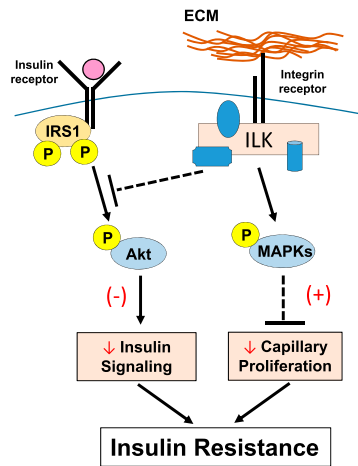 ECM
Insulin
receptor
Integrin
receptor
IRS1
P
P
ILK
P
Akt
P
MAPKs
(-)
(+)
↓ Insulin
Signaling
↓ Capillary
Proliferation
Insulin Resistance